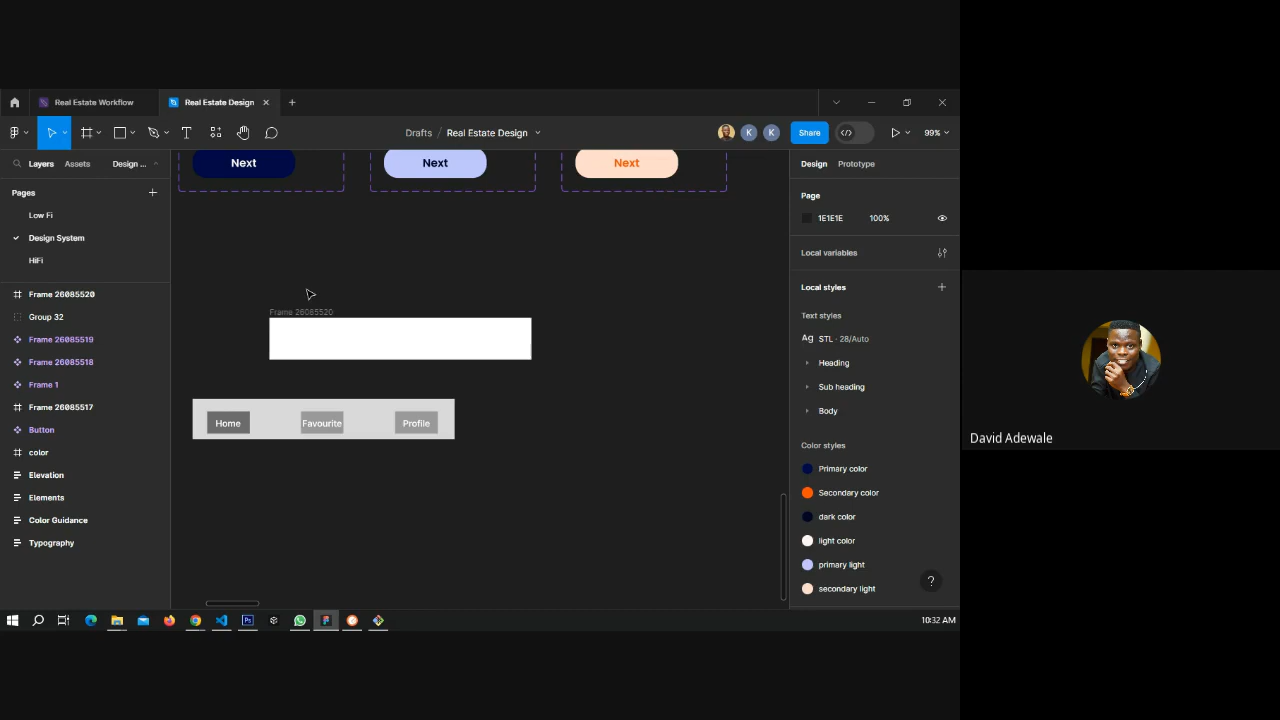 Real Estate Workflow
Real Estate Design
Drafts / Real Estate Design
K
K
Share
99%
Layers
Assets
Design ...
Design
Prototype
Pages
Low Fi
Design System
HiFi
Frame 26085520
Group 32
Frame 26085519
Frame 26085518
Frame 1
Frame 26085517
Button
color
Elevation
Elements
Color Guidance
Typography
Next
Next
Next
Frame 26085520
Home
Favourite
Profile
Page
1E1E1E
100%
Local variables
Local styles
Text styles
Ag STL · 28/Auto
Heading
Sub heading
Body
Color styles
Primary color
Secondary color
dark color
light color
primary light
secondary light
?
Ps
10:32 AM
David Adewale